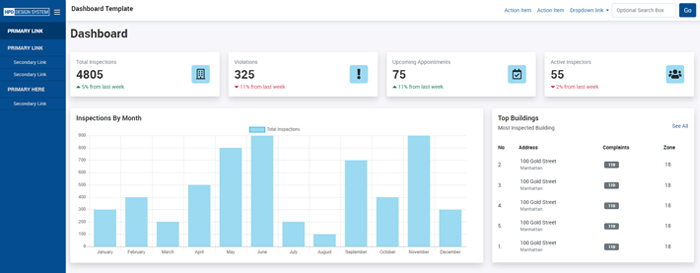 HPD DESIGN SYSTEM
Dashboard Template
Action Item
Action Item
Dropdown link
Optional Search Box
Go
PRIMARY LINK
PRIMARY LINK
Secondary Link
Secondary Link
PRIMARY HERE
Secondary Link
Dashboard
Total Inspections
4805
5% from last week
Violations
325
11% from last week
Upcoming Appointments
75
11% from last week
Active Inspectors
55
2% from last week
Inspections By Month
Total Inspections
900
800
700
600
500
400
300
200
100
0
January February March April May June July August September October November December
Top Buildings
Most Inspected Building
See All
No Address Complaints Zone
2. 100 Gold Street 110 18
Manhattan
3. 100 Gold Street 110 18
Manhattan
4. 100 Gold Street 110 18
Manhattan
5. 100 Gold Street 110 18
Manhattan
1. 100 Gold Street 110 18
Manhattan